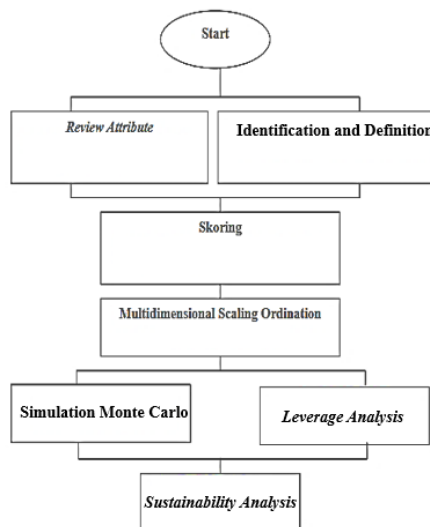 Start
Review Attribute
Identification and Definition
Skoring
Multidimensional Scaling Ordination
Simulation Monte Carlo
Leverage Analysis
Sustainability Analysis